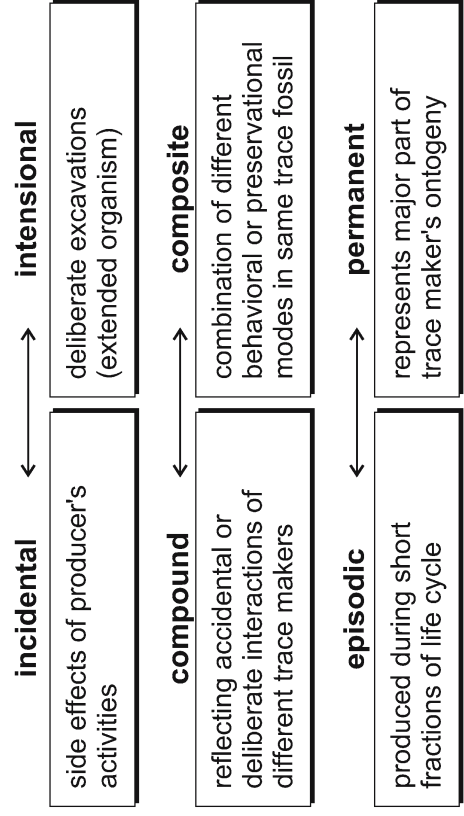 incidental ↔ intensional
side effects of producer's
activities
deliberate excavations
(extended organism)
compound ↔ composite
reflecting accidental or
deliberate interactions of
different trace makers
combination of different
behavioral or preservational
modes in same trace fossil
episodic ↔ permanent
produced during short
fractions of life cycle
represents major part of
trace maker's ontogeny